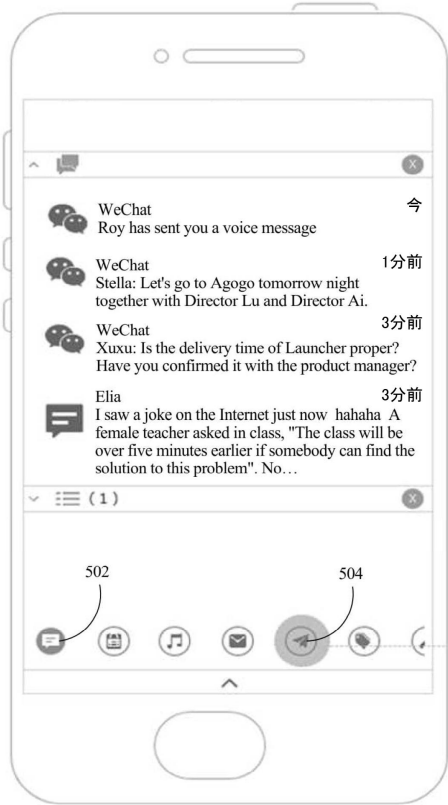 WeChat 今
Roy has sent you a voice message
WeChat 1分前
Stella: Let's go to Agogo tomorrow night
together with Director Lu and Director Ai.
WeChat 3分前
Xuxu: Is the delivery time of Launcher proper?
Have you confirmed it with the product manager?
Elia 3分前
I saw a joke on the Internet just now hahaha A
female teacher asked in class, "The class will be
over five minutes earlier if somebody can find the
solution to this problem". No…
(1)
502 504